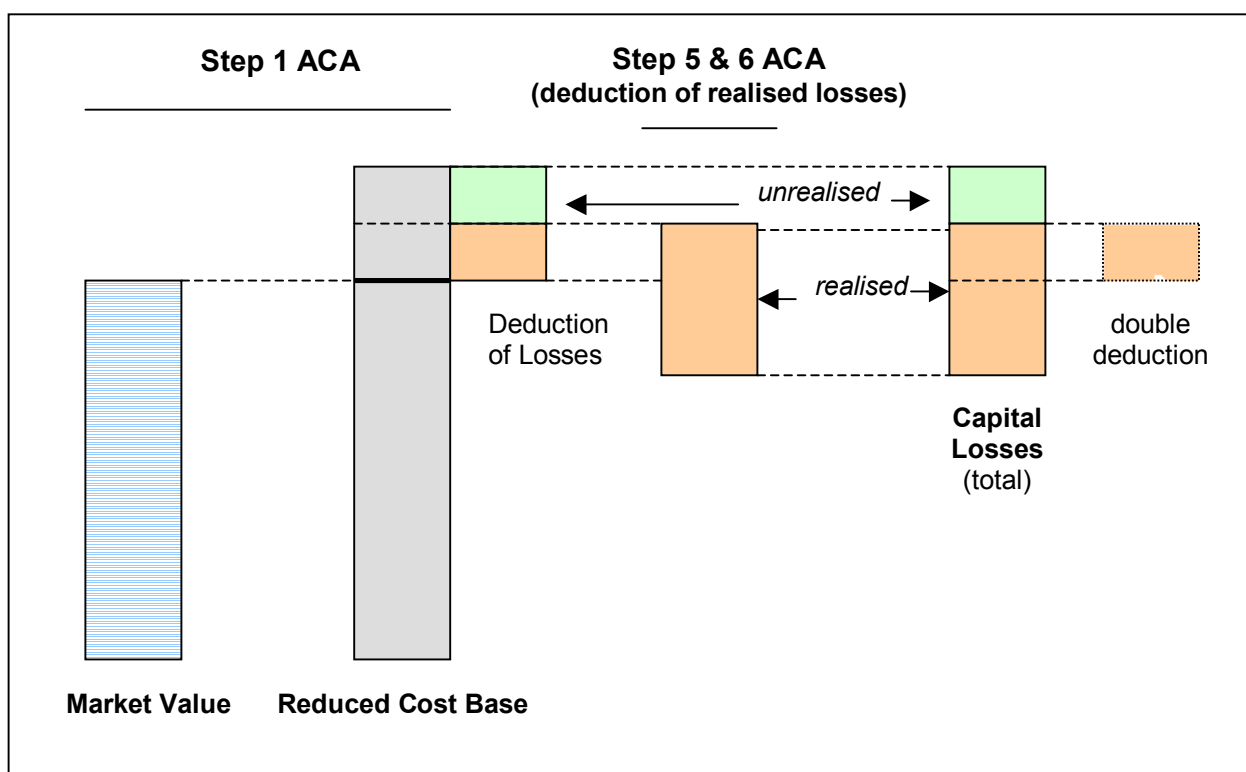 Step 1 ACA
Step 5 & 6 ACA
(deduction of realised losses)
unrealised
realised
Deduction
of Losses
double
deduction
Capital
Losses
(total)
Market Value
Reduced Cost Base